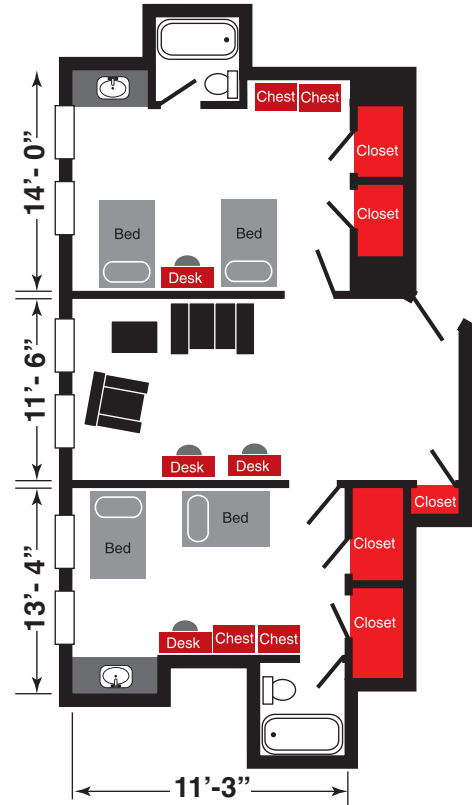 Chest Chest
Closet
14'- 0”
Closet
Bed
Bed
Desk
11'- 6”
Desk
Desk
Closet
Bed
Bed
Closet
13'- 4”
Closet
Desk
Chest
Chest
11'-3”